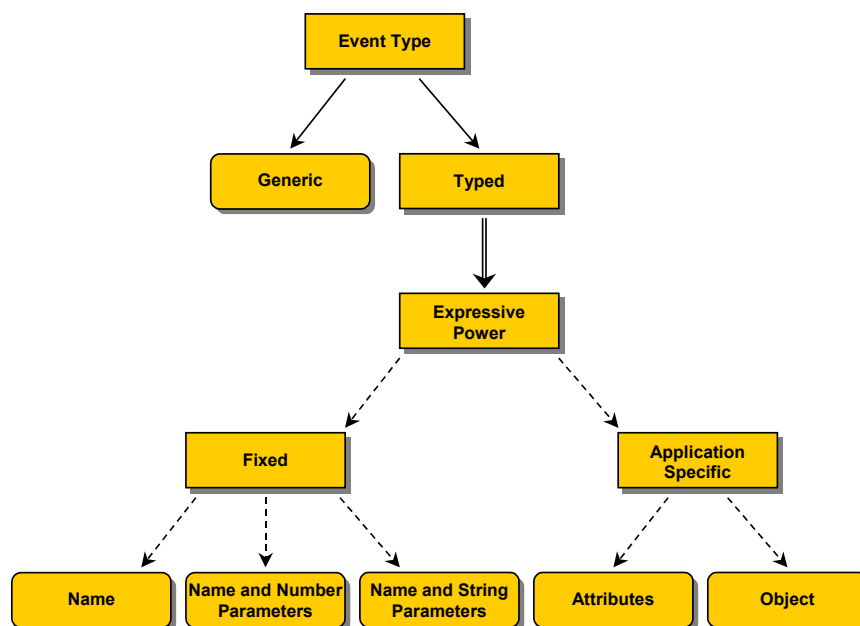 Event Type
Generic
Typed
Expressive
Power
Fixed
Application
Specific
Name
Name and Number
Parameters
Name and String
Parameters
Attributes
Object